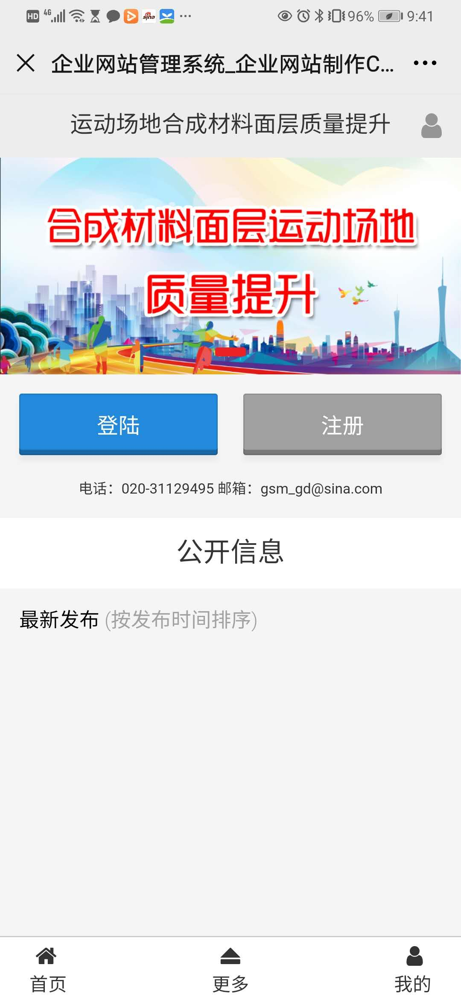 HD 4G sina 96% 9:41
企业网站管理系统_企业网站制作C...
运动场地合成材料面层质量提升
合成材料面层运动场地
质量提升
登陆 注册
电话：020-31129495 邮箱：gsm_gd@sina.com
公开信息
最新发布 (按发布时间排序)
首页 更多 我的